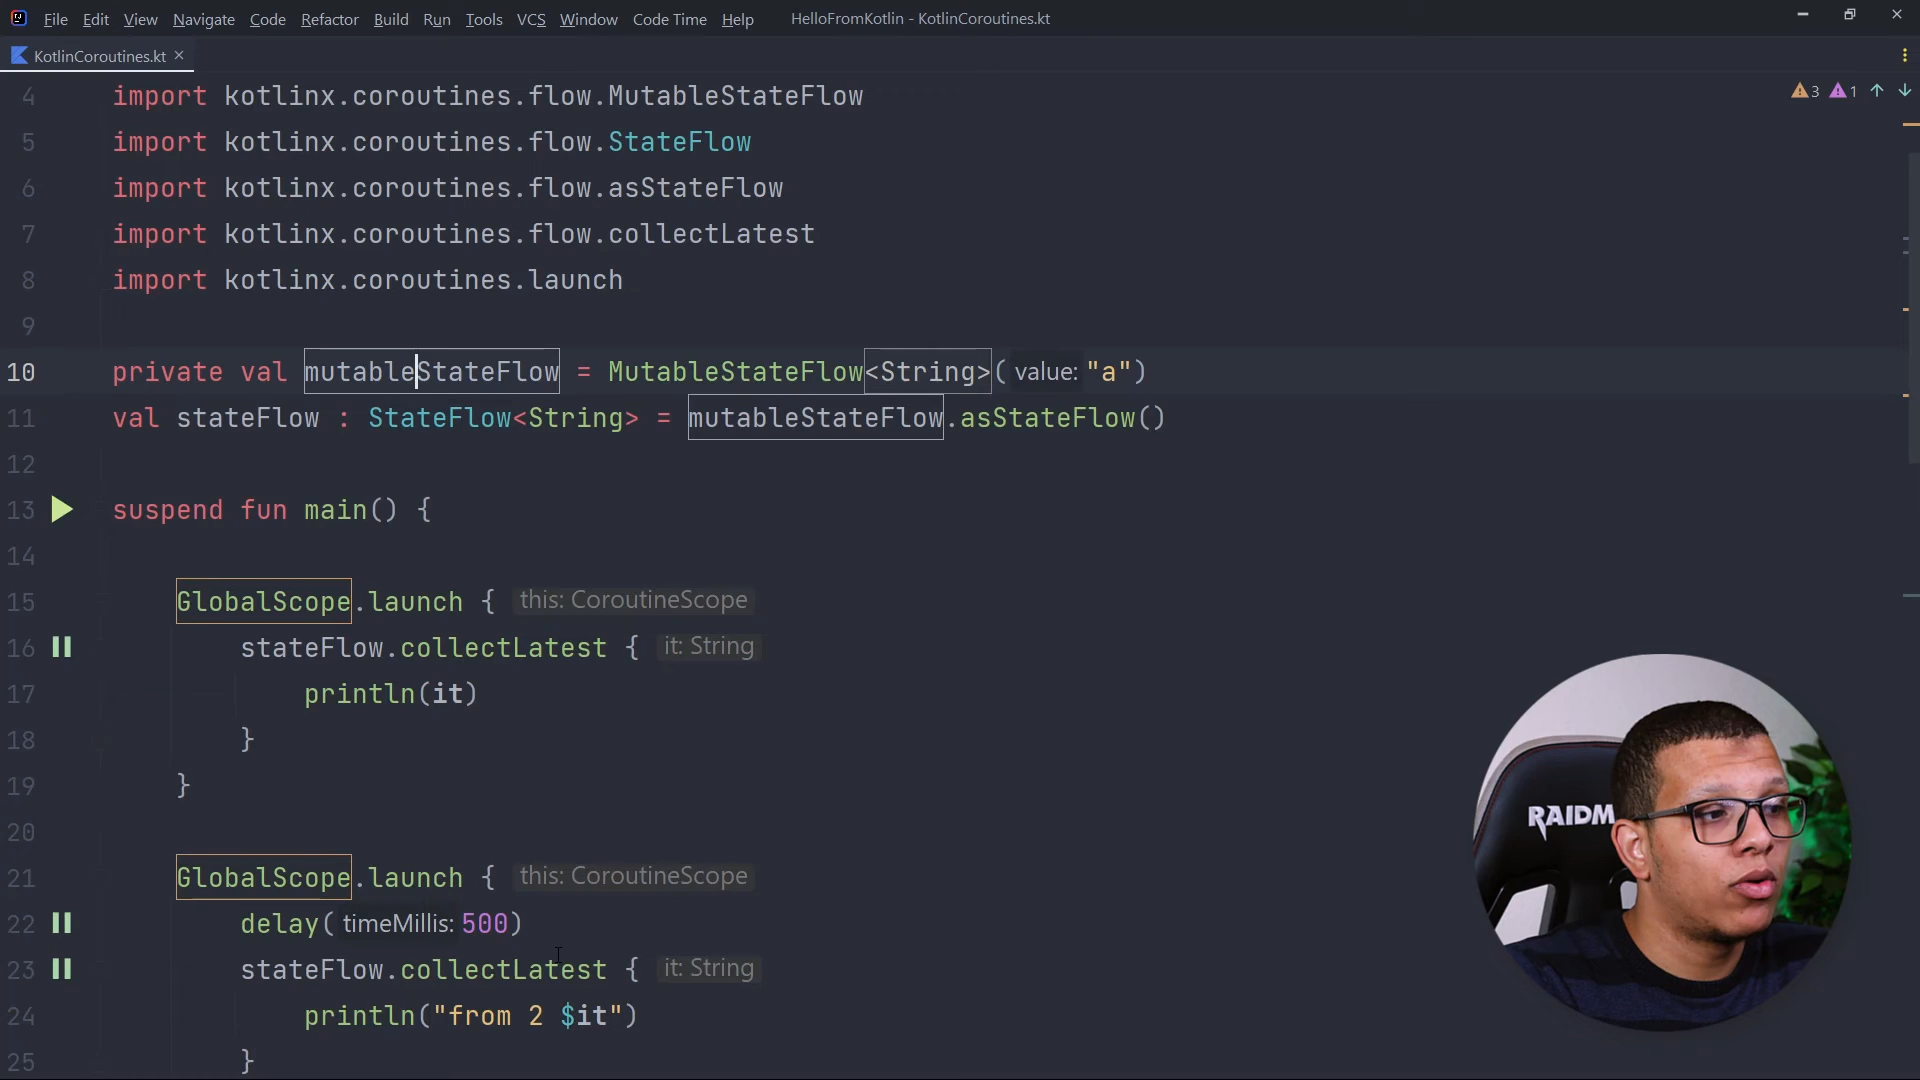 File Edit View Navigate Code Refactor Build Run Tools VCS Window Code Time Help HelloFromKotlin - KotlinCoroutines.kt
KotlinCoroutines.kt
3 1
4 import kotlinx.coroutines.flow.MutableStateFlow
5 import kotlinx.coroutines.flow.StateFlow
6 import kotlinx.coroutines.flow.asStateFlow
7 import kotlinx.coroutines.flow.collectLatest
8 import kotlinx.coroutines.launch
9
10 private val mutableStateFlow = MutableStateFlow<String>( value: "a")
11 val stateFlow : StateFlow<String> = mutableStateFlow.asStateFlow()
12
13 suspend fun main() {
14
15 GlobalScope.launch { this: CoroutineScope
16 stateFlow.collectLatest { it: String
17 println(it)
18 }
19 }
20
21 GlobalScope.launch { this: CoroutineScope
22 delay( timeMillis: 500)
23 stateFlow.collectLatest { it: String
24 println("from 2 $it")
25 }
RAIDM